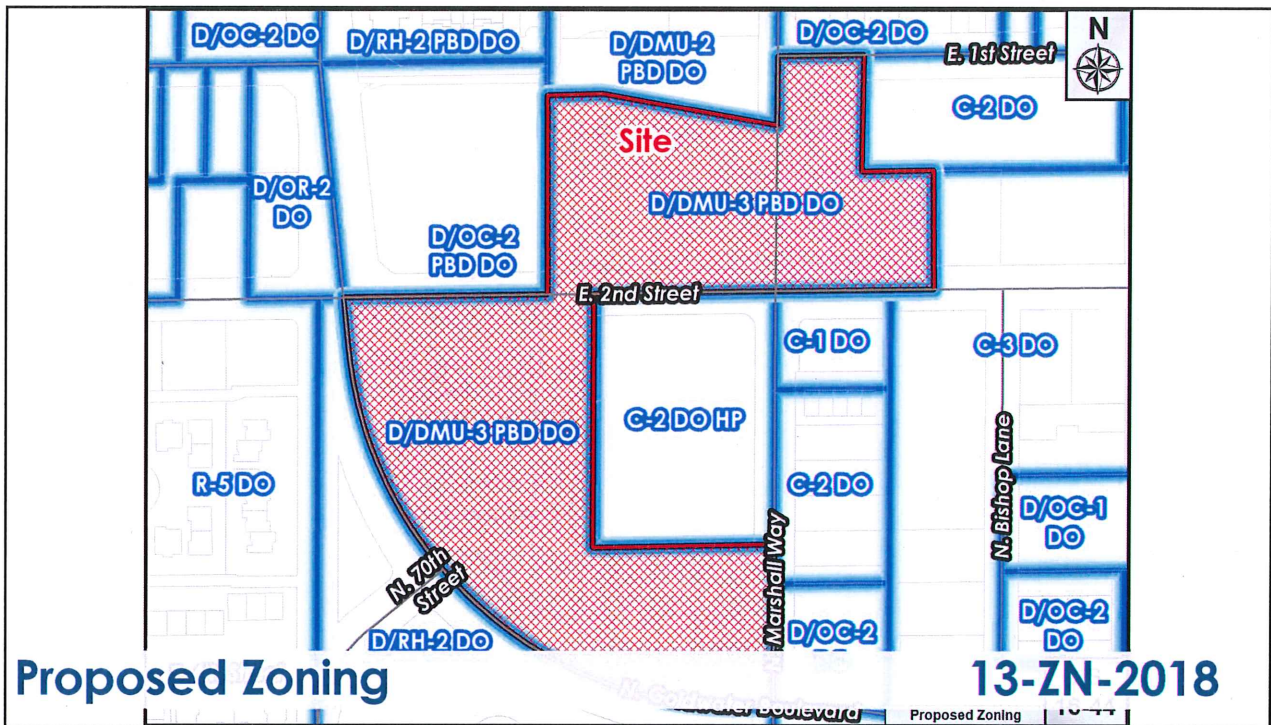 D/OC-2 DO
D/RH-2 PBD DO
D/DMU-2
PBD DO
D/OC-2 DO
E. 1st Street
N
C-2 DO
Site
D/OR-2
DO
D/DMU-3 PBD DO
D/OC-2
PBD DO
E. 2nd Street
C-1 DO
C-3 DO
D/DMU-3 PBD DO
C-2 DO HP
R-5 DO
C-2 DO
N. Bishop Lane
D/OC-1
DO
N. 70th
Street
N. Marshall Way
D/RH-2 DO
D/OC-2
D/OC-2
DO
Proposed Zoning
13-ZN-2018
N. Goldwater Boulevard
Proposed Zoning